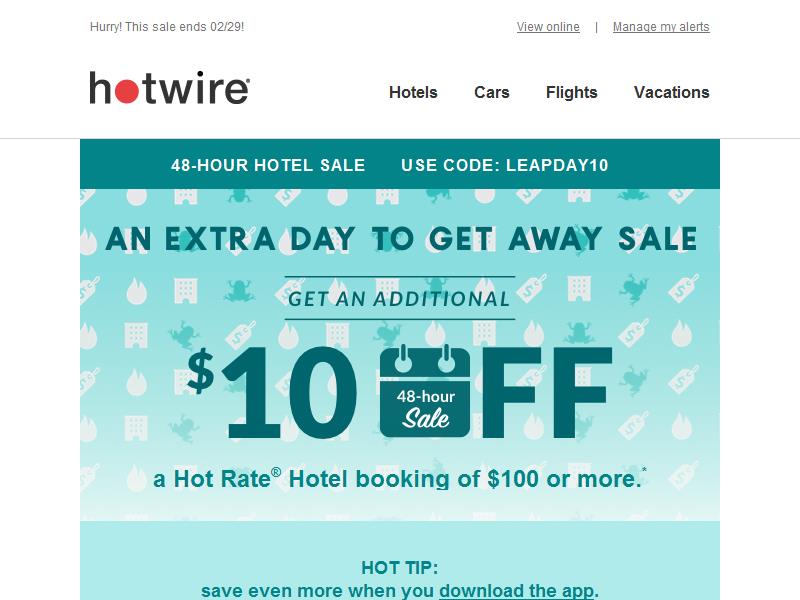 Hurry! This sale ends 02/29!
View online | Manage my alerts
hotwire®
Hotels Cars Flights Vacations
48-HOUR HOTEL SALE USE CODE: LEAPDAY10
AN EXTRA DAY TO GET AWAY SALE
GET AN ADDITIONAL
$10 OFF
48-hour
Sale
a Hot Rate® Hotel booking of $100 or more.*
HOT TIP:
save even more when you download the app.